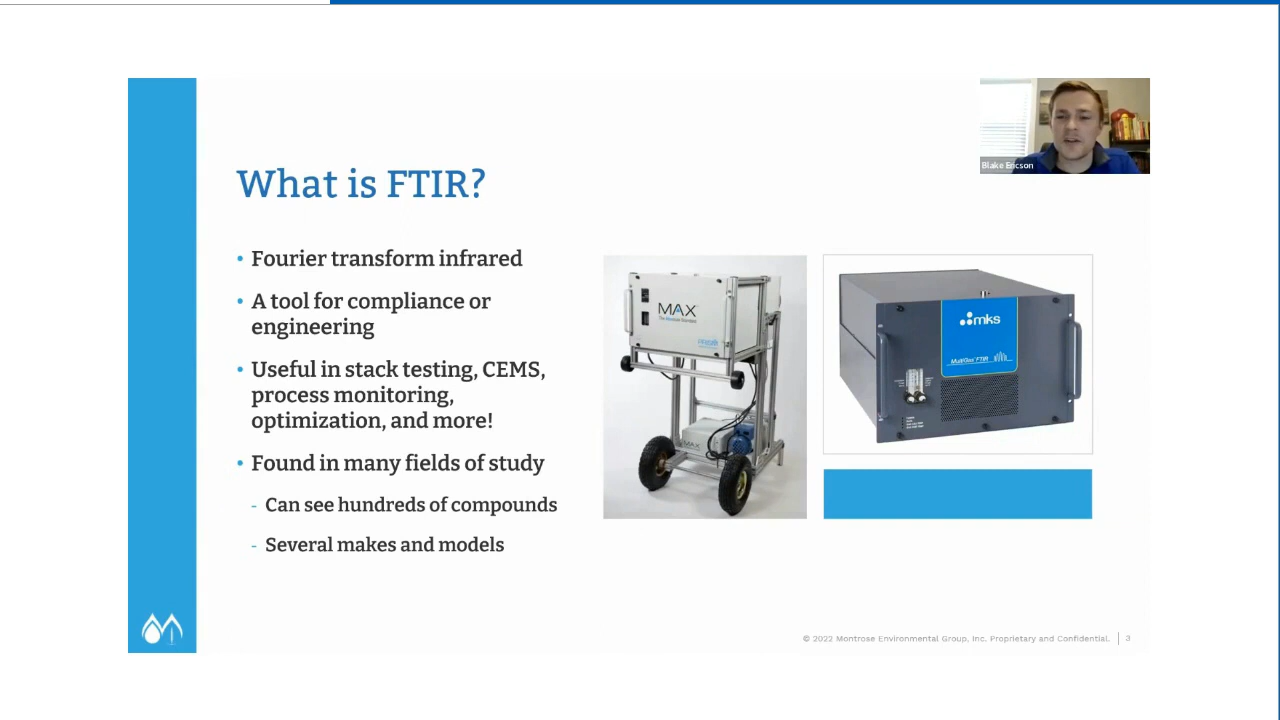 Blake Ericson
What is FTIR?
• Fourier transform infrared
• A tool for compliance or
engineering
• Useful in stack testing, CEMS,
process monitoring,
optimization, and more!
• Found in many fields of study
- Can see hundreds of compounds
- Several makes and models
MAX
mks
MultiGas FTIR
MAX
© 2022 Montrose Environmental Group, Inc. Proprietary and Confidential. | 3